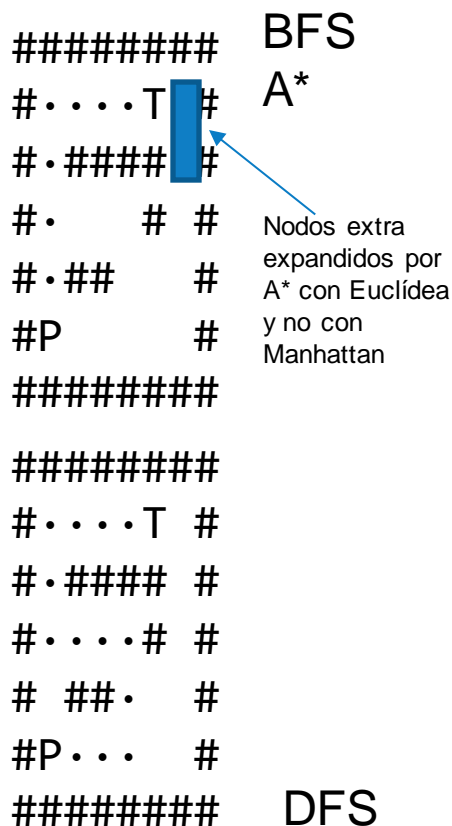 ########
#····T #
#·#### #
#·   # #
#·##   #
#P     #
########
BFS
A*
Nodos extra
expandidos por
A* con Euclídea
y no con
Manhattan
########
#····T #
#·#### #
#····# #
# ##·  #
#P···  #
########
DFS